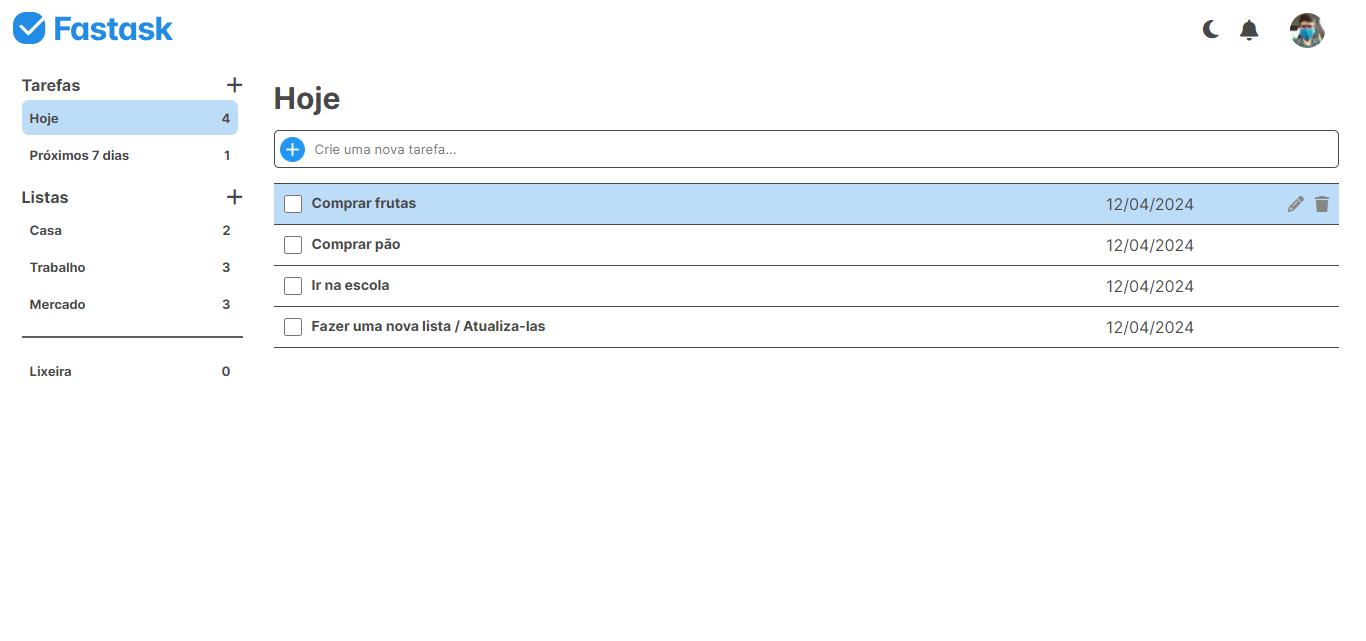 Fastask
Tarefas
Hoje 4
Próximos 7 dias 1
Listas
Casa 2
Trabalho 3
Mercado 3
Lixeira 0
Hoje
Crie uma nova tarefa...
Comprar frutas 12/04/2024
Comprar pão 12/04/2024
Ir na escola 12/04/2024
Fazer uma nova lista / Atualiza-las 12/04/2024